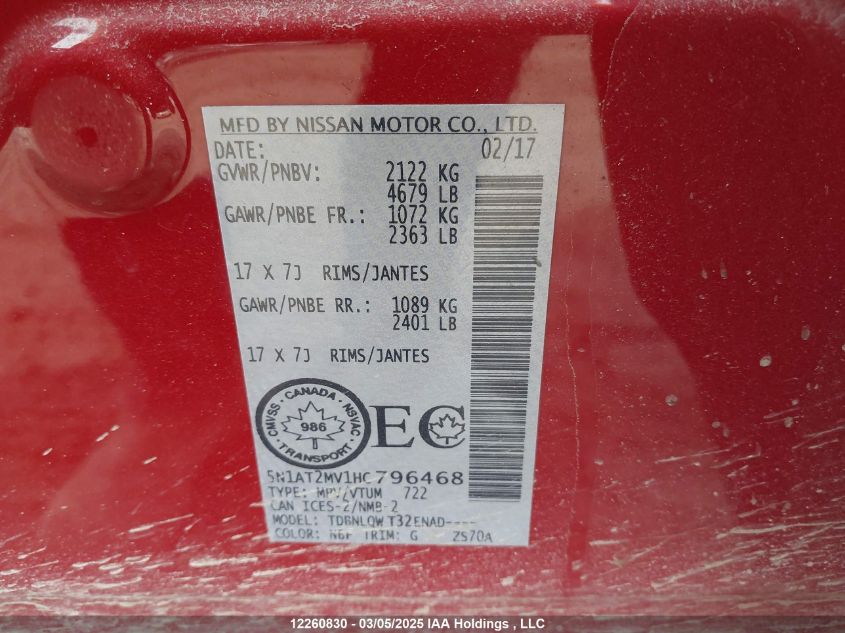 MFD BY NISSAN MOTOR CO., LTD.
DATE: 02/17
GVWR/PNBV: 2122 KG
4679 LB
GAWR/PNBE FR.: 1072 KG
2363 LB
17 X 7J RIMS/JANTES
GAWR/PNBE RR.: 1089 KG
2401 LB
17 X 7J RIMS/JANTES
CMVSS · CANADA · NSVAC · TRANSPORT ·
986
EC
5N1AT2MV1HC796468
TYPE: MPV/VTUM 722
CAN ICES-2/NMB-2
MODEL: T32ENAD----
COLOR: TRIM: G ZS70A
12260830 - 03/05/2025 IAA Holdings , LLC